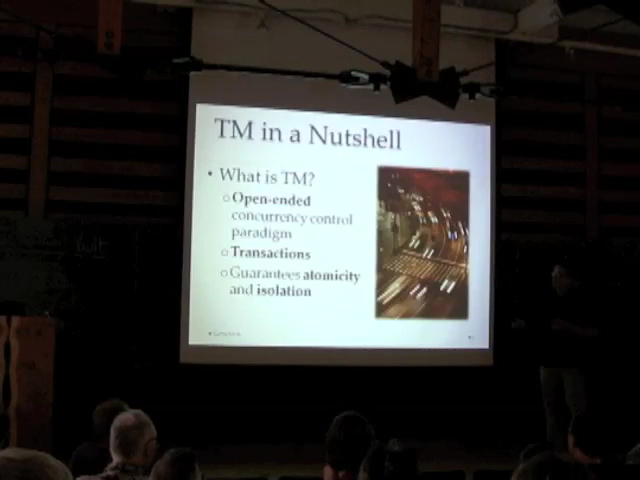 TM in a Nutshell
• What is TM?
o Open-ended
concurrency control
paradigm
o Transactions
o Guarantees atomicity
and isolation